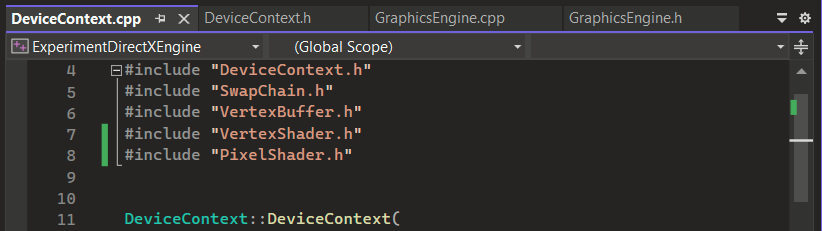 DeviceContext.cpp DeviceContext.h GraphicsEngine.cpp GraphicsEngine.h
ExperimentDirectXEngine (Global Scope)
4 #include "DeviceContext.h"
5 #include "SwapChain.h"
6 #include "VertexBuffer.h"
7 #include "VertexShader.h"
8 #include "PixelShader.h"
9
10
11 DeviceContext::DeviceContext(